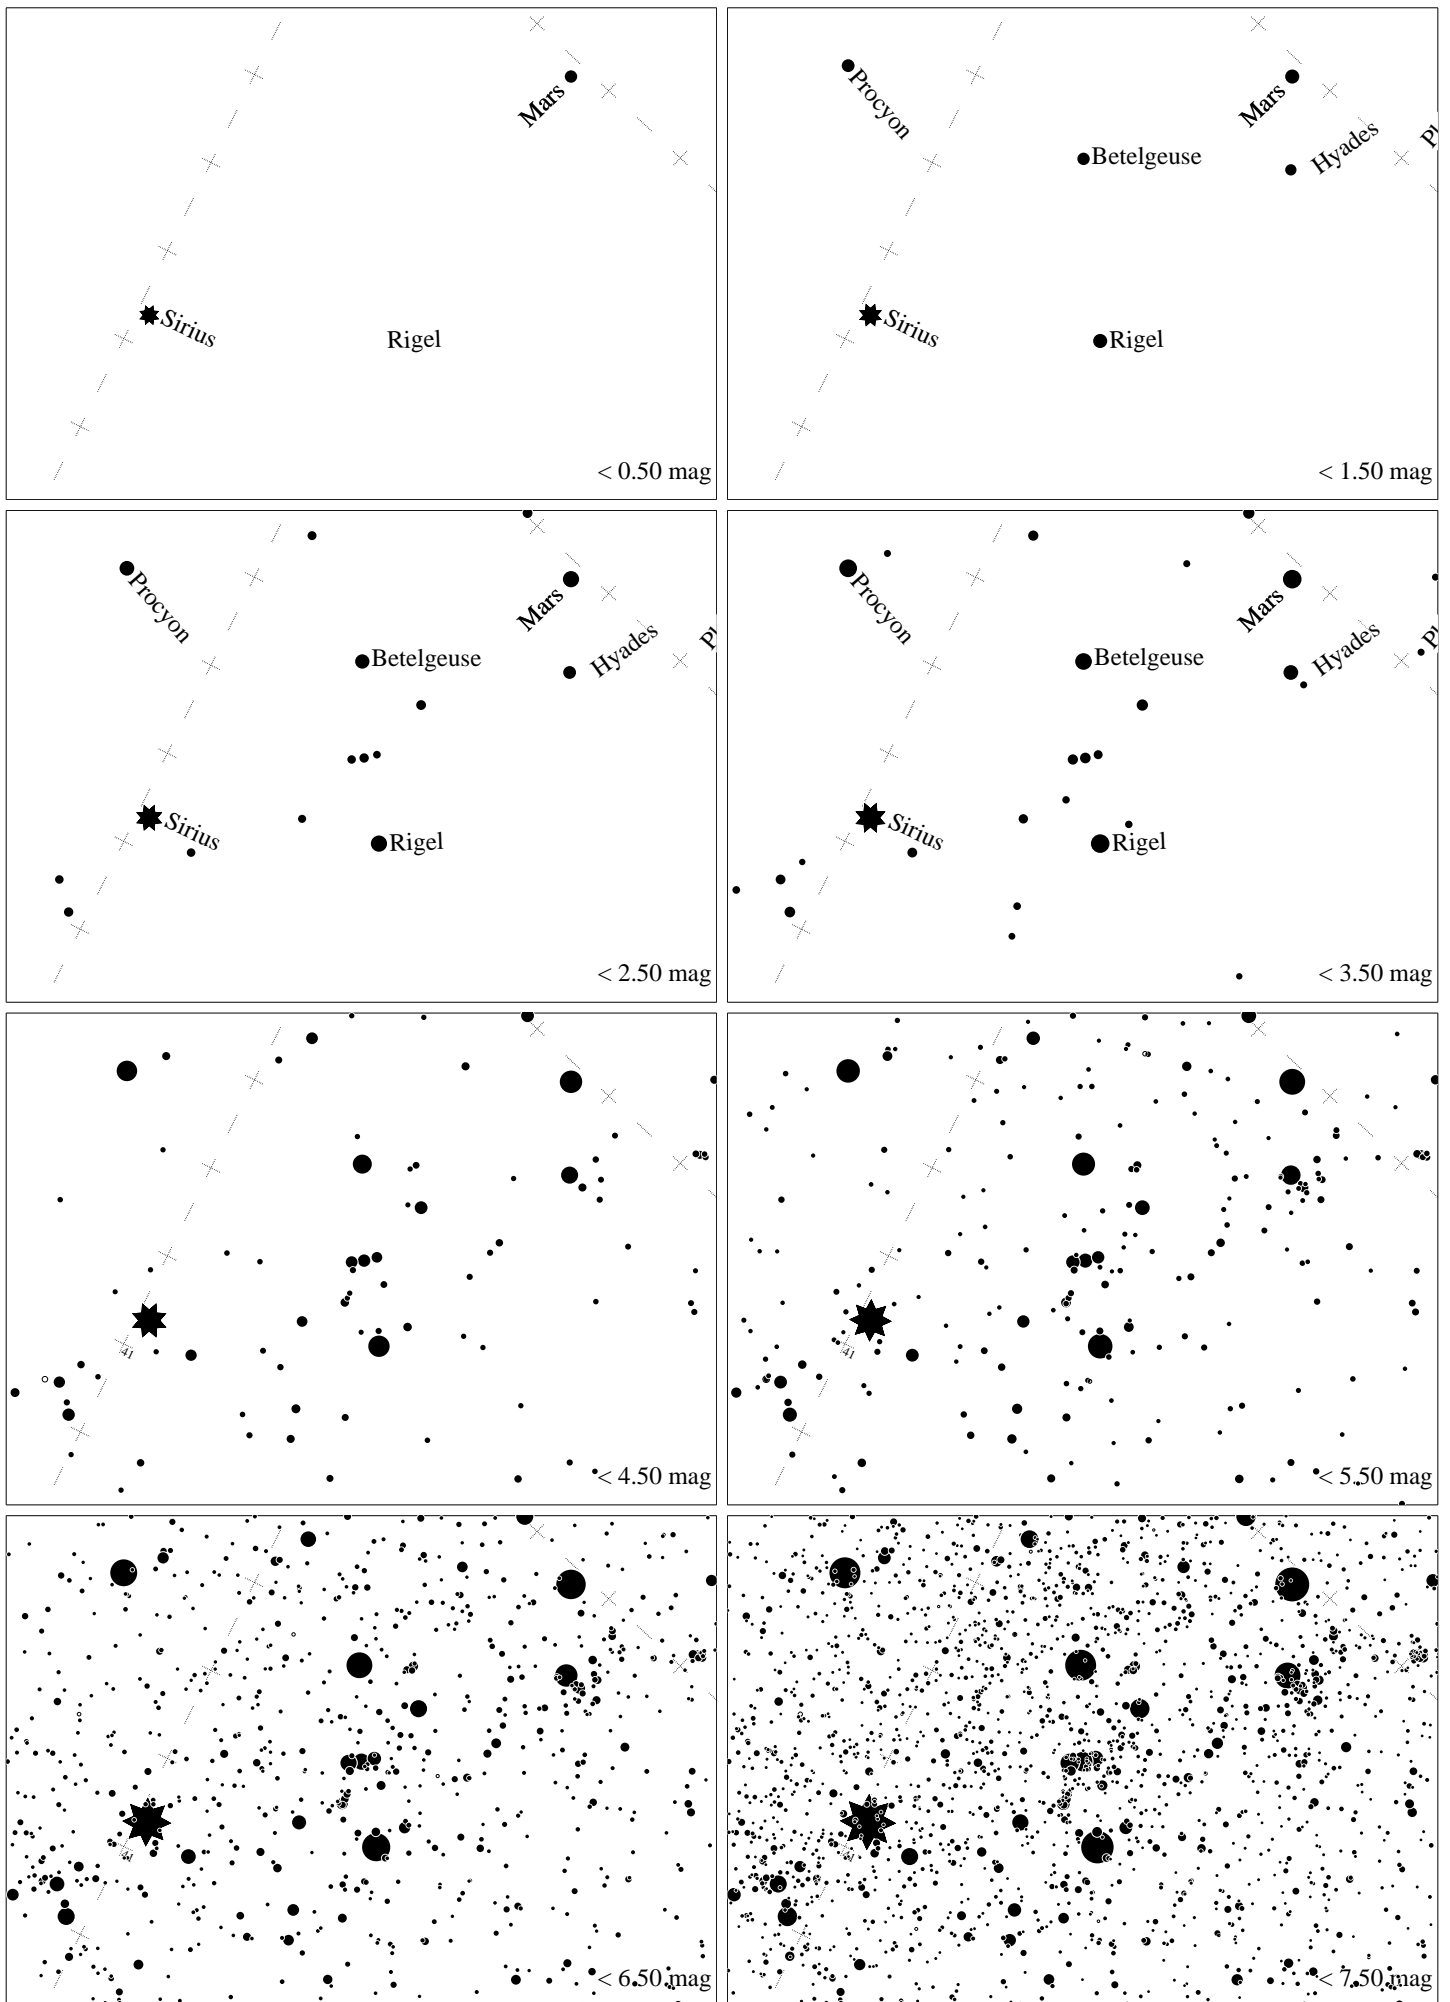 Mars
Sirius
Rigel
< 0.50 mag
Procyon
Mars
Betelgeuse
Hyades
Sirius
Rigel
< 1.50 mag
Procyon
Mars
Betelgeuse
Hyades
Sirius
Rigel
< 2.50 mag
Procyon
Mars
Betelgeuse
Hyades
Sirius
Rigel
< 3.50 mag
41
< 4.50 mag
41
< 5.50 mag
< 6.50 mag
< 7.50 mag